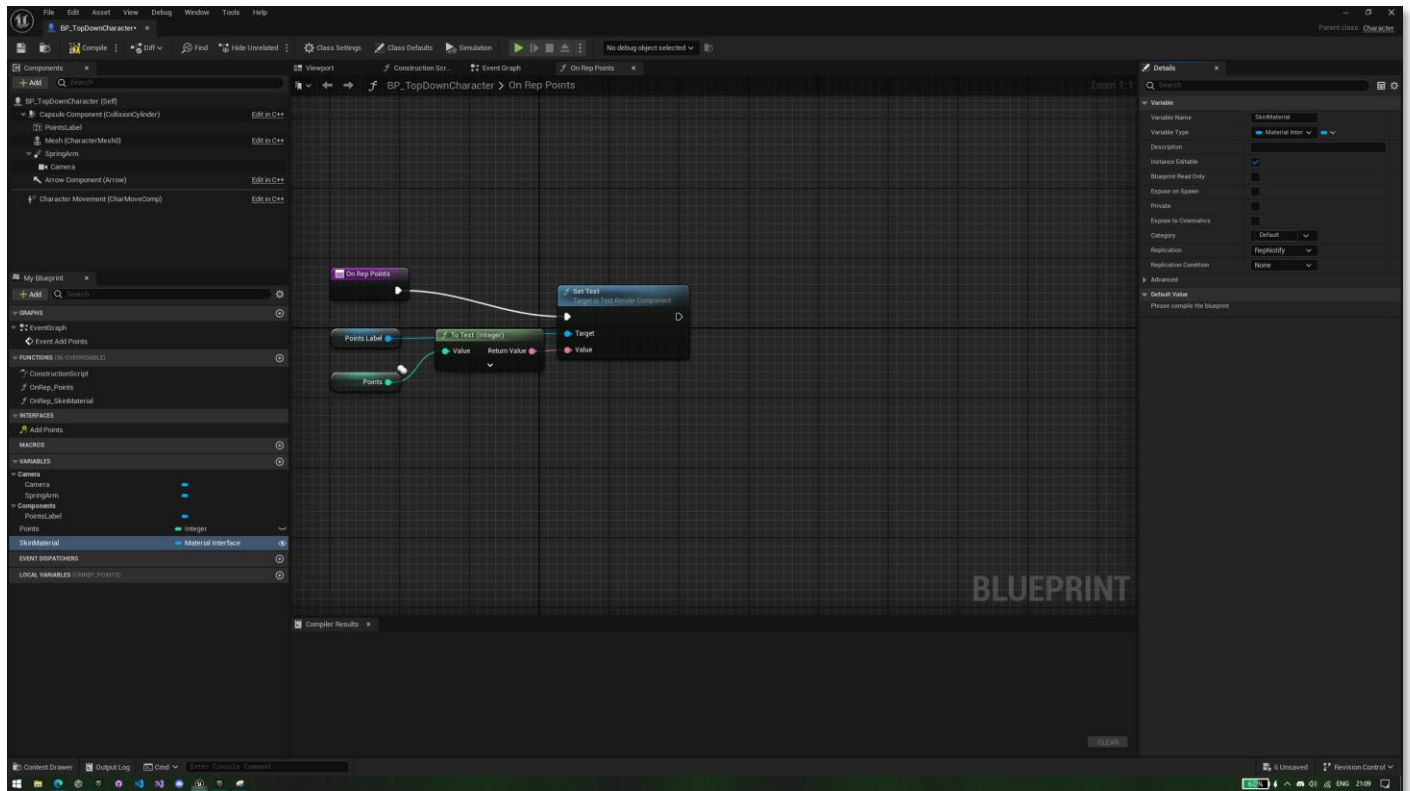 File Edit Asset View Debug Window Tools Help
BP_TopDownCharacter•
Parent class: Character
Compile Diff Find Hide Unrelated Class Settings Class Defaults Simulation No debug object selected
Components
Add Search
BP_TopDownCharacter (Self)
Capsule Component (CollisionCylinder) Edit in C++
PointsLabel
Mesh (CharacterMesh0) Edit in C++
SpringArm
Camera
Arrow Component (Arrow) Edit in C++
Character Movement (CharMoveComp) Edit in C++
My Blueprint
Add Search
GRAPHS
EventGraph
Event Add Points
FUNCTIONS (36 OVERRIDABLE)
ConstructionScript
OnRep_Points
OnRep_SkinMaterial
INTERFACES
Add Points
MACROS
VARIABLES
Camera
Camera
SpringArm
Components
PointsLabel
Points Integer
SkinMaterial Material Interface
EVENT DISPATCHERS
LOCAL VARIABLES (ONREP_POINTS)
Viewport Construction Scr... Event Graph On Rep Points
BP_TopDownCharacter > On Rep Points Zoom 1:1
On Rep Points
Set Text
Target is Text Render Component
Points Label
To Text (Integer)
Target
Value Return Value
Value
Points
BLUEPRINT
Compiler Results
CLEAR
Details
Search
Variable
Variable Name SkinMaterial
Variable Type Material Inter
Description
Instance Editable
Blueprint Read Only
Expose on Spawn
Private
Expose to Cinematics
Category Default
Replication RepNotify
Replication Condition None
Advanced
Default Value
Please compile the blueprint
Content Drawer Output Log Cmd Enter Console Command 6 Unsaved Revision Control
60% ENG 21:09